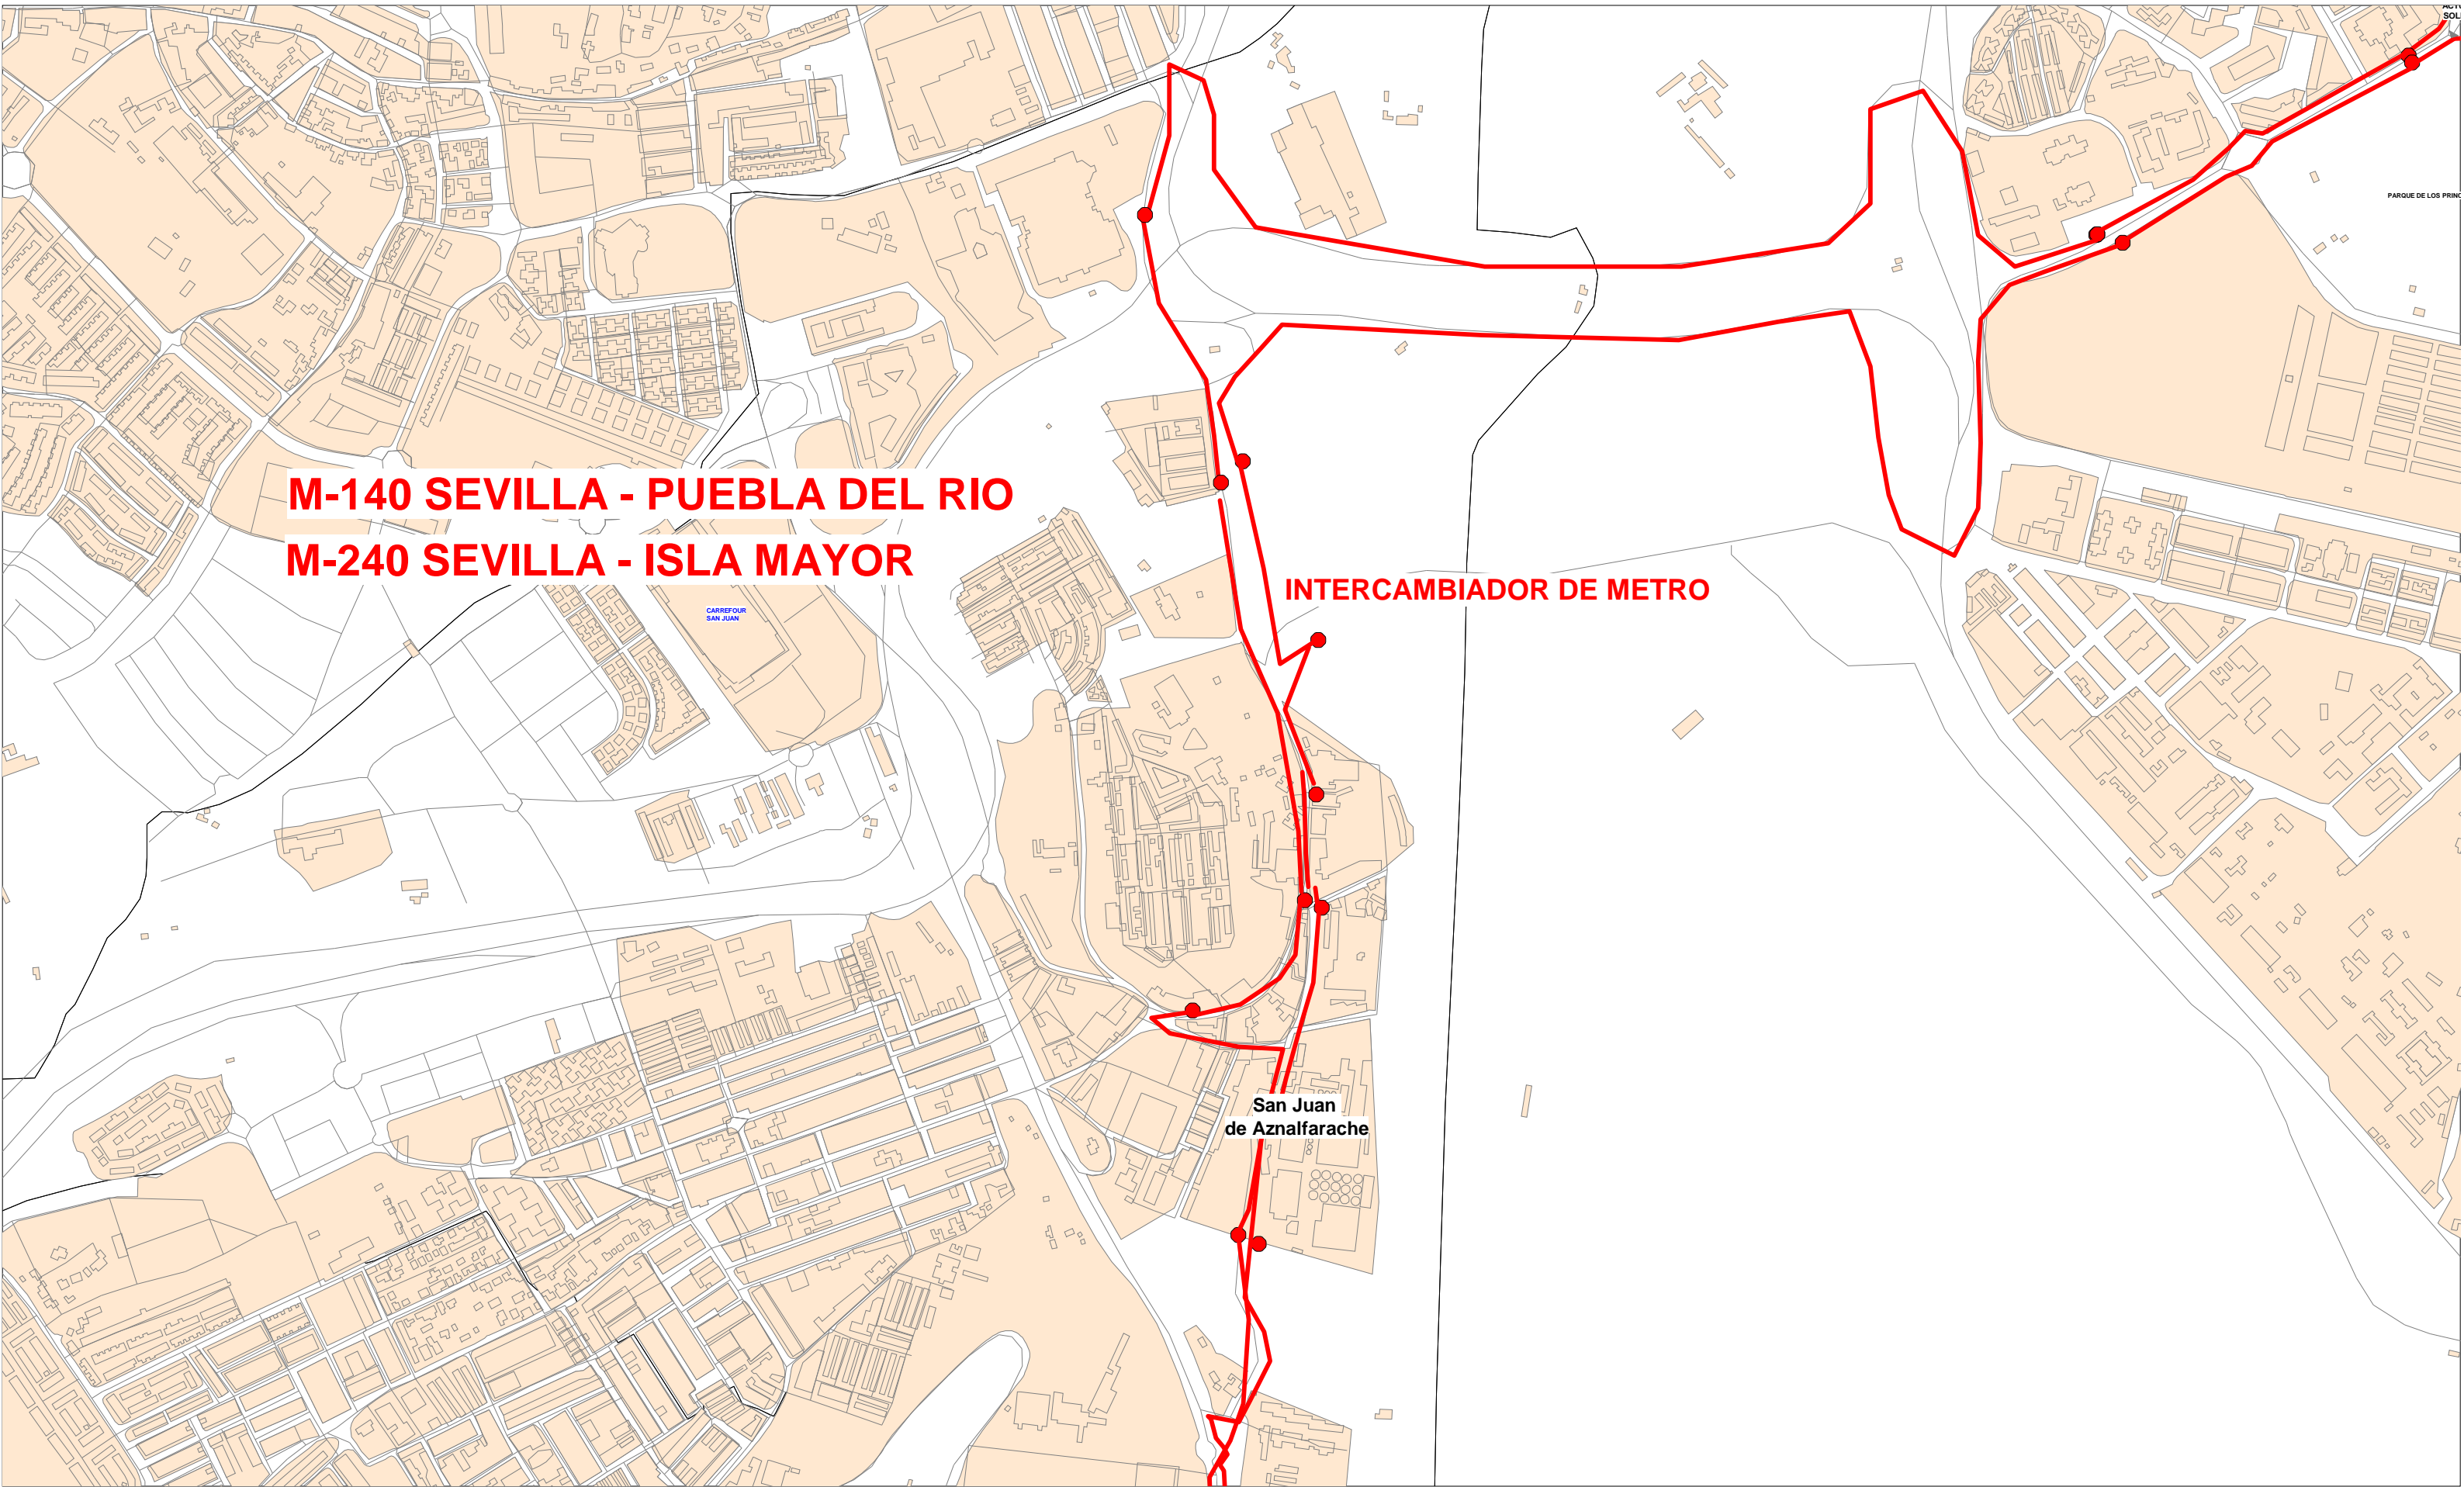 SOL
PARQUE DE LOS PRINC
M-140 SEVILLA - PUEBLA DEL RIO
M-240 SEVILLA - ISLA MAYOR
INTERCAMBIADOR DE METRO
CARREFOUR
SAN JUAN
San Juan
de Aznalfarache